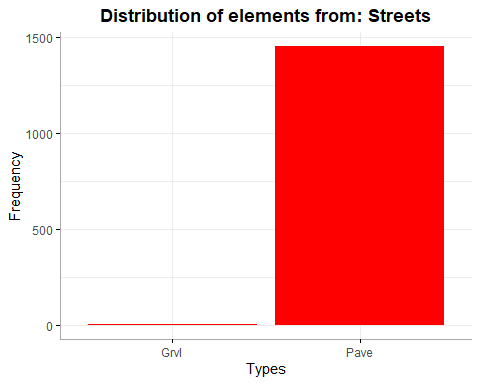 Distribution of elements from: Streets
1500
1000
500
0
Frequency
Grvl Pave
Types